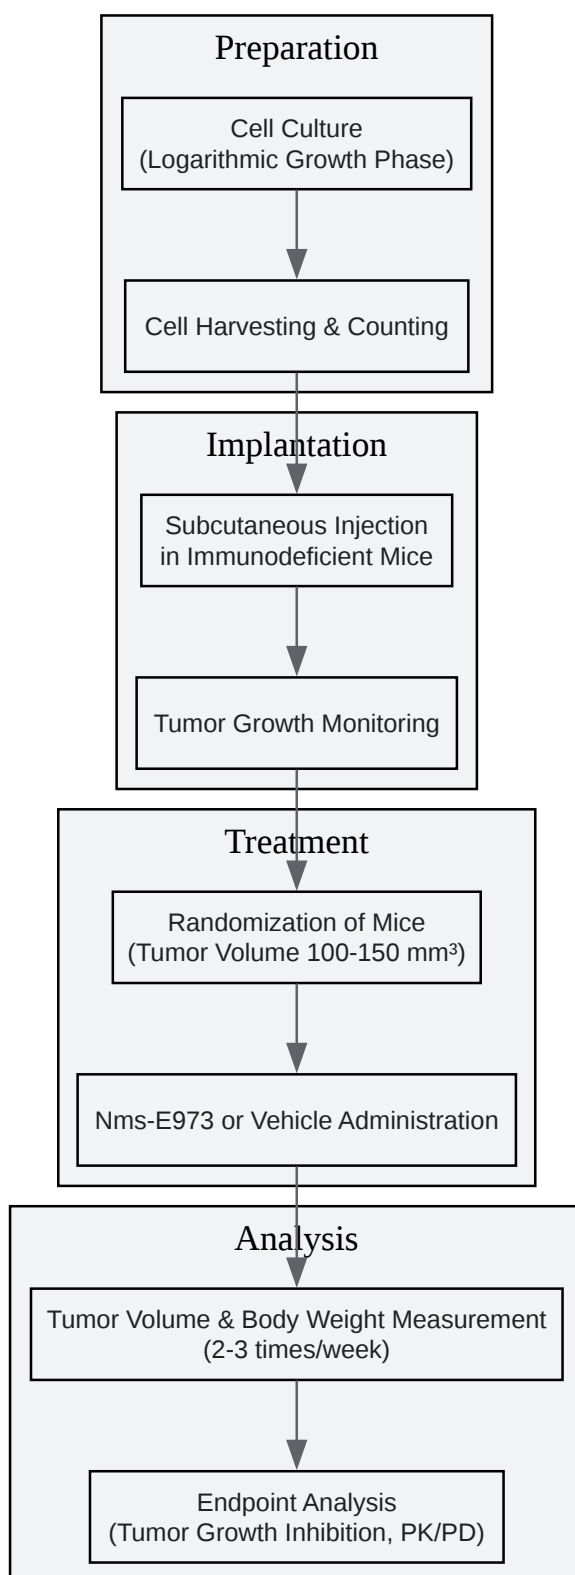 Preparation
Cell Culture
(Logarithmic Growth Phase)
Cell Harvesting & Counting
Implantation
Subcutaneous Injection
in Immunodeficient Mice
Tumor Growth Monitoring
Treatment
Randomization of Mice
(Tumor Volume 100-150 mm³)
Nms-E973 or Vehicle Administration
Analysis
Tumor Volume & Body Weight Measurement
(2-3 times/week)
Endpoint Analysis
(Tumor Growth Inhibition, PK/PD)